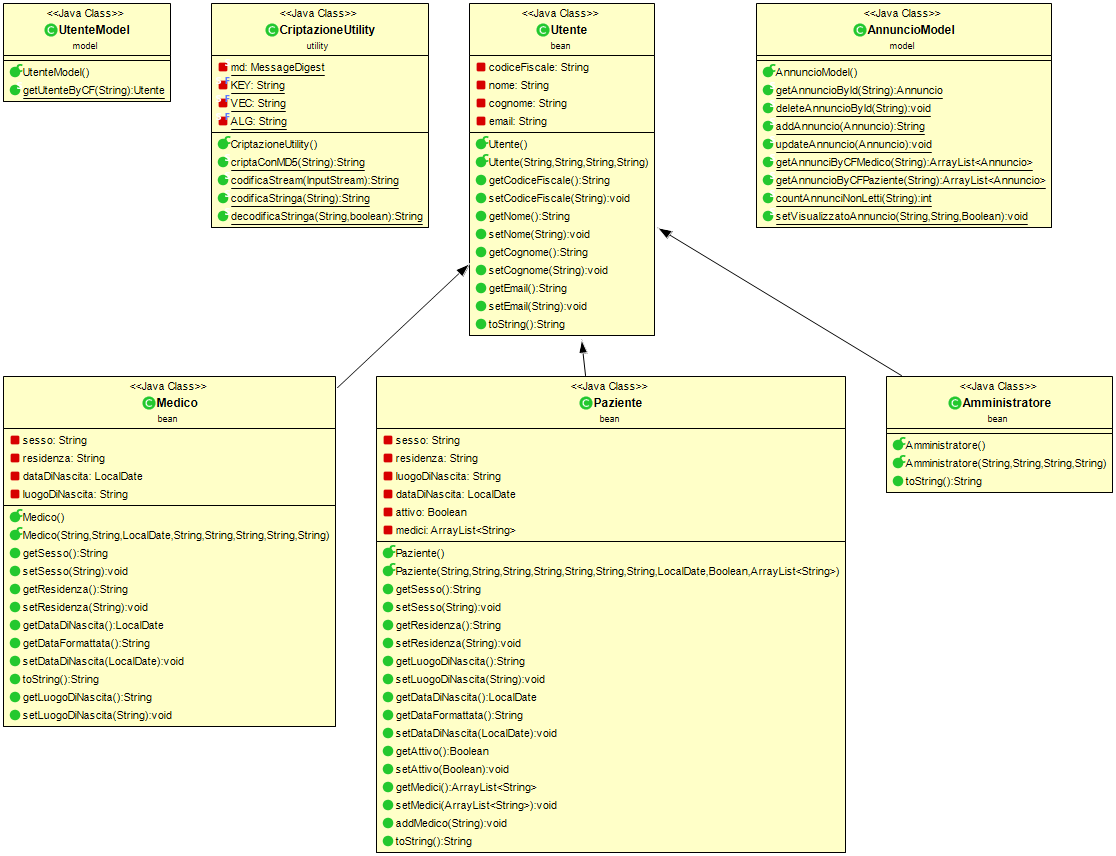 <<Java Class>>
UtenteModel
model
UtenteModel()
getUtenteByCF(String):Utente
<<Java Class>>
CriptazioneUtility
utility
md: MessageDigest
KEY: String
VEC: String
ALG: String
CriptazioneUtility()
criptaConMD5(String):String
codificaStream(InputStream):String
codificaStringa(String):String
decodificaStringa(String,boolean):String
<<Java Class>>
Utente
bean
codiceFiscale: String
nome: String
cognome: String
email: String
Utente()
Utente(String,String,String,String)
getCodiceFiscale():String
setCodiceFiscale(String):void
getNome():String
setNome(String):void
getCognome():String
setCognome(String):void
getEmail():String
setEmail(String):void
toString():String
<<Java Class>>
AnnuncioModel
model
AnnuncioModel()
getAnnuncioById(String):Annuncio
deleteAnnuncioById(String):void
addAnnuncio(Annuncio):String
updateAnnuncio(Annuncio):void
getAnnunciByCFMedico(String):ArrayList<Annuncio>
getAnnuncioByCFPaziente(String):ArrayList<Annuncio>
countAnnunciNonLetti(String):int
setVisualizzatoAnnuncio(String,String,Boolean):void
<<Java Class>>
Medico
bean
sesso: String
residenza: String
dataDiNascita: LocalDate
luogoDiNascita: String
Medico()
Medico(String,String,LocalDate,String,String,String,String,String)
getSesso():String
setSesso(String):void
getResidenza():String
setResidenza(String):void
getDataDiNascita():LocalDate
getDataFormattata():String
setDataDiNascita(LocalDate):void
toString():String
getLuogoDiNascita():String
setLuogoDiNascita(String):void
<<Java Class>>
Paziente
bean
sesso: String
residenza: String
luogoDiNascita: String
dataDiNascita: LocalDate
attivo: Boolean
medici: ArrayList<String>
Paziente()
Paziente(String,String,String,String,String,String,String,LocalDate,Boolean,ArrayList<String>)
getSesso():String
setSesso(String):void
getResidenza():String
setResidenza(String):void
getLuogoDiNascita():String
setLuogoDiNascita(String):void
getDataDiNascita():LocalDate
getDataFormattata():String
setDataDiNascita(LocalDate):void
getAttivo():Boolean
setAttivo(Boolean):void
getMedici():ArrayList<String>
setMedici(ArrayList<String>):void
addMedico(String):void
toString():String
<<Java Class>>
Amministratore
bean
Amministratore()
Amministratore(String,String,String,String)
toString():String